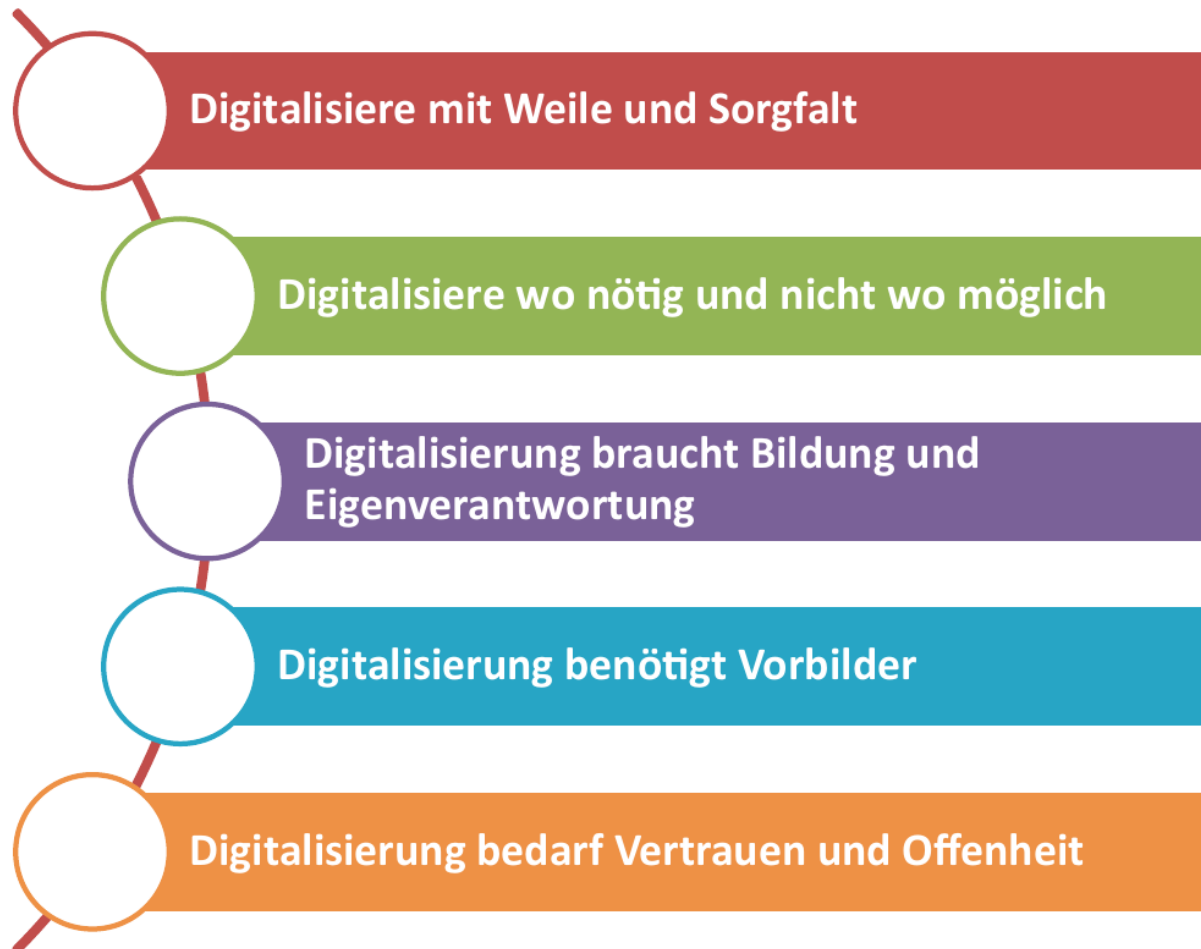 Digitalisiere mit Weile und Sorgfalt
Digitalisiere wo nötig und nicht wo möglich
Digitalisierung braucht Bildung und
Eigenverantwortung
Digitalisierung benötigt Vorbilder
Digitalisierung bedarf Vertrauen und Offenheit